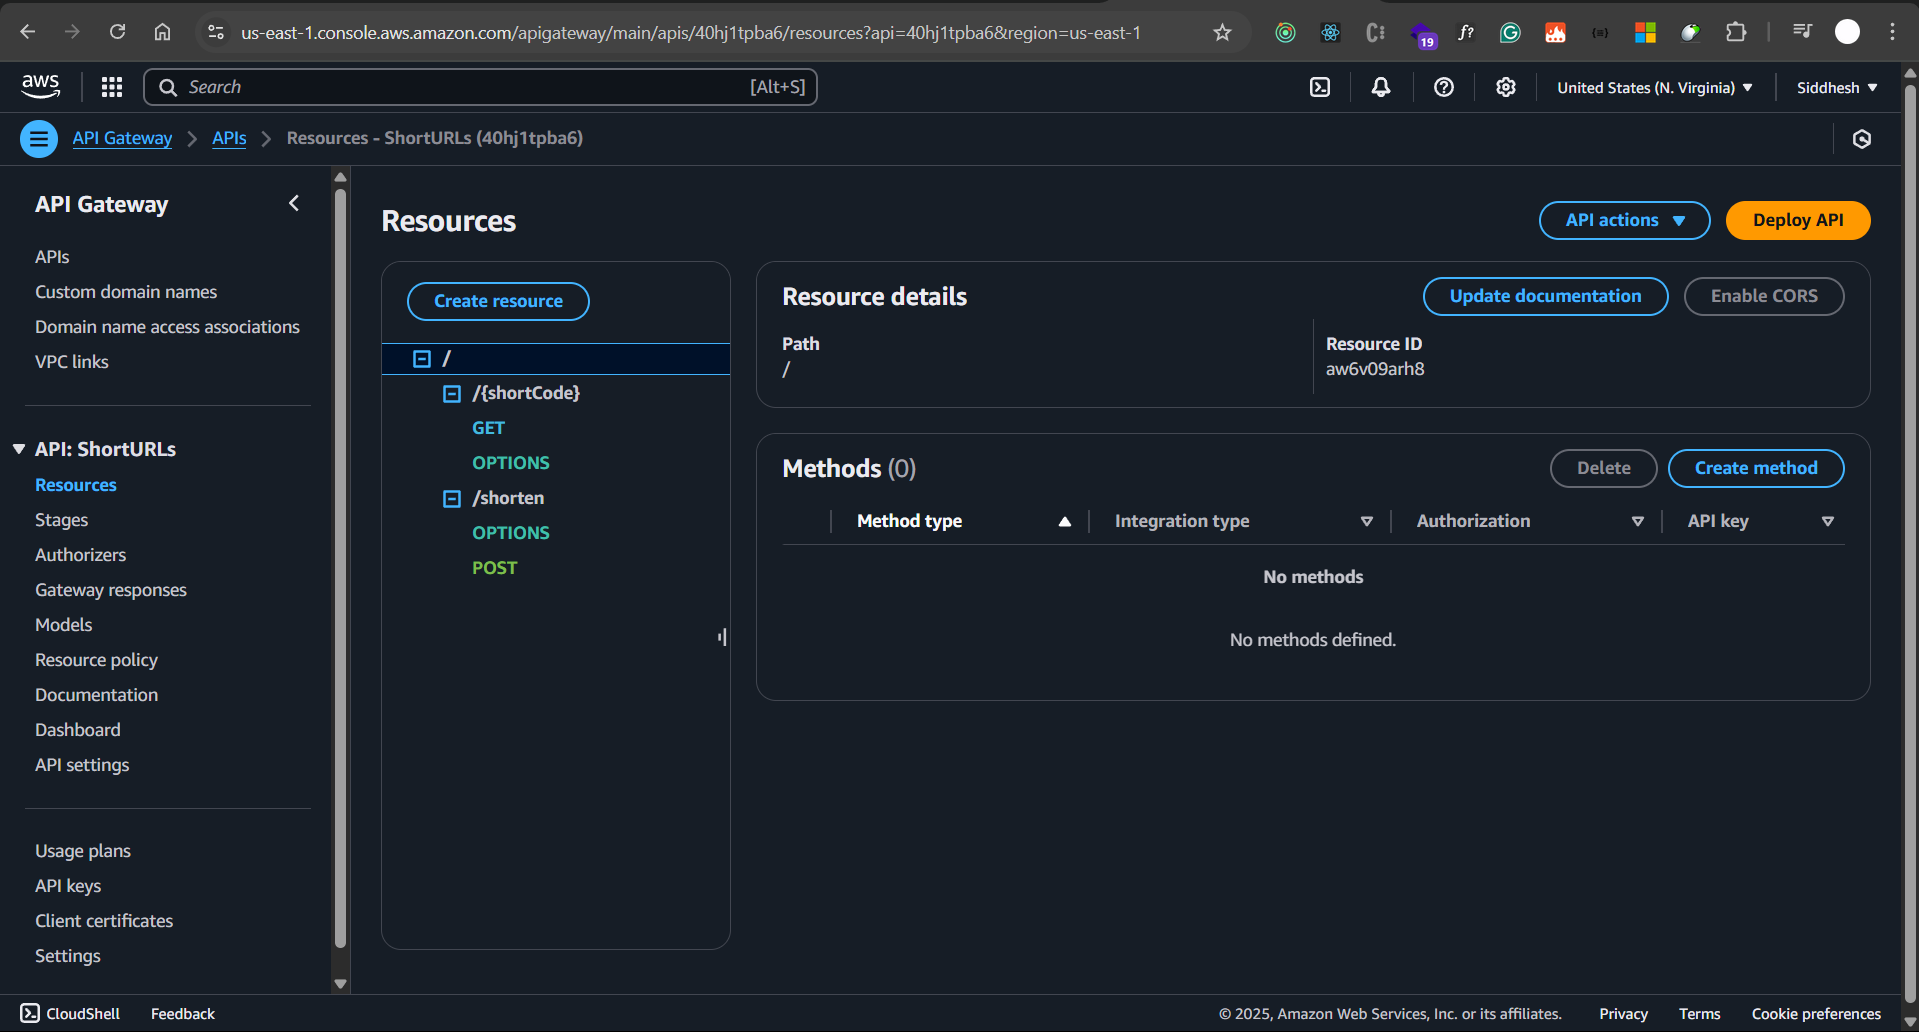 us-east-1.console.aws.amazon.com/apigateway/main/apis/40hj1tpba6/resources?api=40hj1tpba6&region=us-east-1
19
f?
aws
Search
[Alt+S]
United States (N. Virginia)
Siddhesh
API Gateway
APIs
Resources - ShortURLs (40hj1tpba6)
API Gateway
APIs
Custom domain names
Domain name access associations
VPC links
API: ShortURLs
Resources
Stages
Authorizers
Gateway responses
Models
Resource policy
Documentation
Dashboard
API settings
Usage plans
API keys
Client certificates
Settings
Resources
API actions
Deploy API
Create resource
/
/{shortCode}
GET
OPTIONS
/shorten
OPTIONS
POST
Resource details
Update documentation
Enable CORS
Path
/
Resource ID
aw6v09arh8
Methods (0)
Delete
Create method
Method type
Integration type
Authorization
API key
No methods
No methods defined.
CloudShell
Feedback
© 2025, Amazon Web Services, Inc. or its affiliates.
Privacy
Terms
Cookie preferences